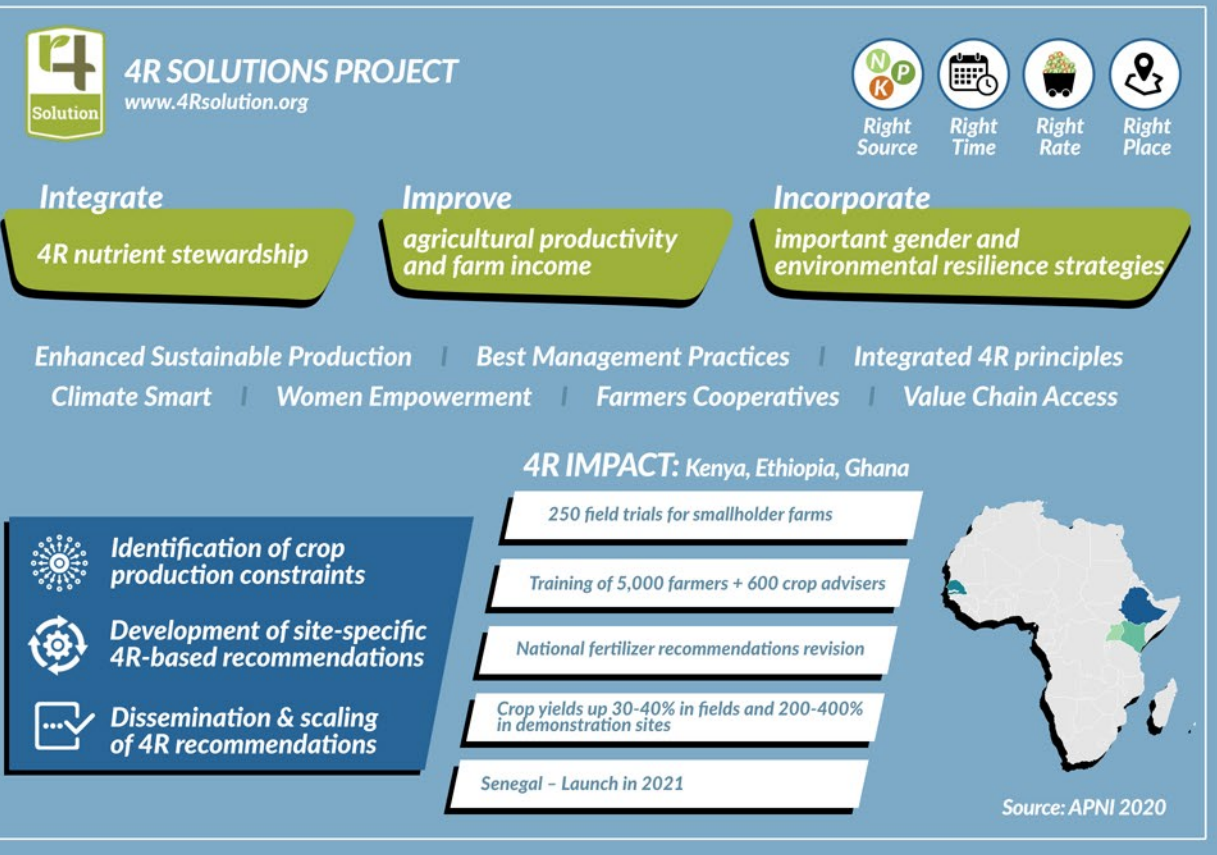 r4
Solution
4R SOLUTIONS PROJECT
www.4Rsolution.org
N
P
K
Right
Source
Right
Time
Right
Rate
Right
Place
Integrate
4R nutrient stewardship
Improve
agricultural productivity
and farm income
Incorporate
important gender and
environmental resilience strategies
Enhanced Sustainable Production | Best Management Practices | Integrated 4R principles
Climate Smart | Women Empowerment | Farmers Cooperatives | Value Chain Access
Identification of crop
production constraints
Development of site-specific
4R-based recommendations
Dissemination & scaling
of 4R recommendations
4R IMPACT: Kenya, Ethiopia, Ghana
250 field trials for smallholder farms
Training of 5,000 farmers + 600 crop advisers
National fertilizer recommendations revision
Crop yields up 30-40% in fields and 200-400%
in demonstration sites
Senegal – Launch in 2021
Source: APNI 2020